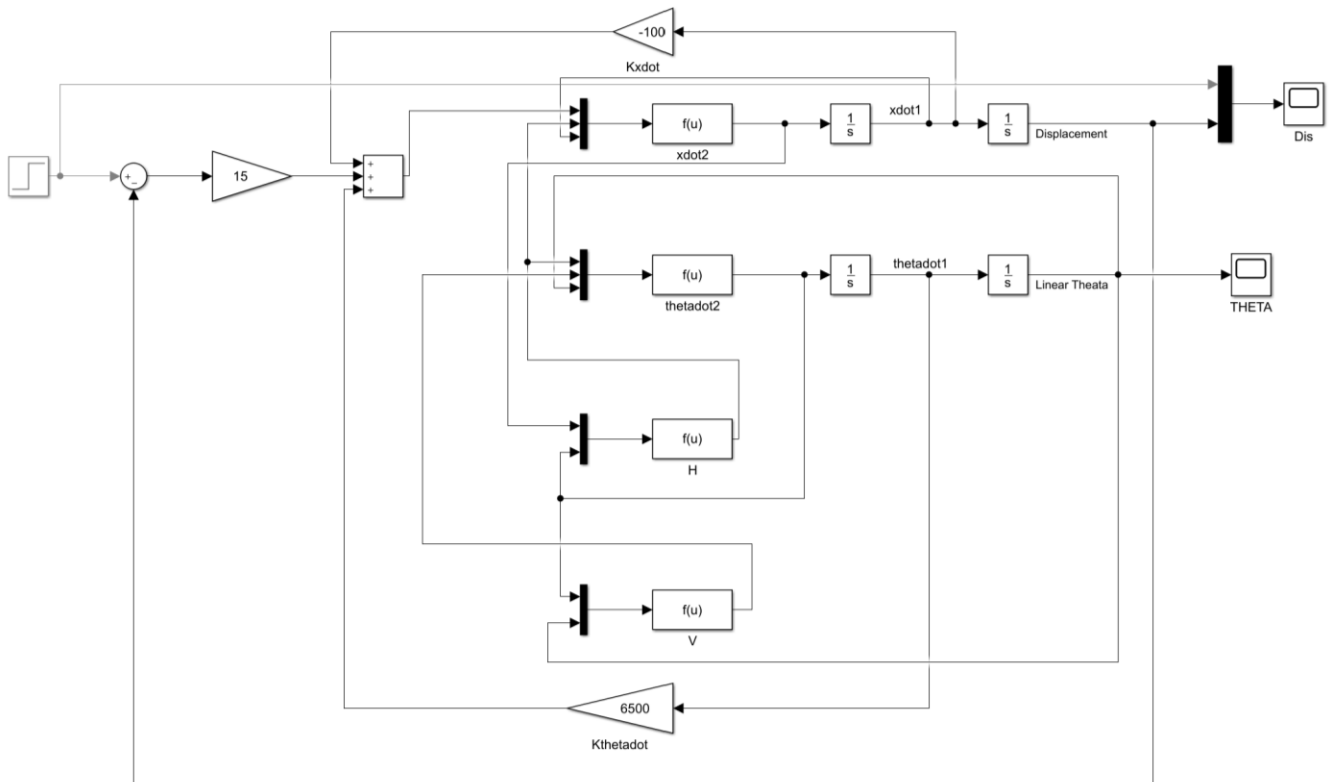 -100
Kxdot
f(u)
xdot2
1
s
xdot1
1
s
Displacement
Dis
+
−
15
+
+
+
f(u)
thetadot2
1
s
thetadot1
1
s
Linear Theata
THETA
f(u)
H
f(u)
V
6500
Kthetadot